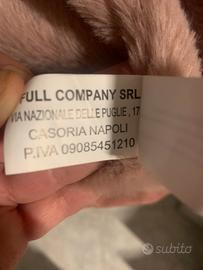 FULL COMPANY SRL
VIA NAZIONALE DELLE PUGLIE, 17
CASORIA NAPOLI
P.IVA 09085451210
subito